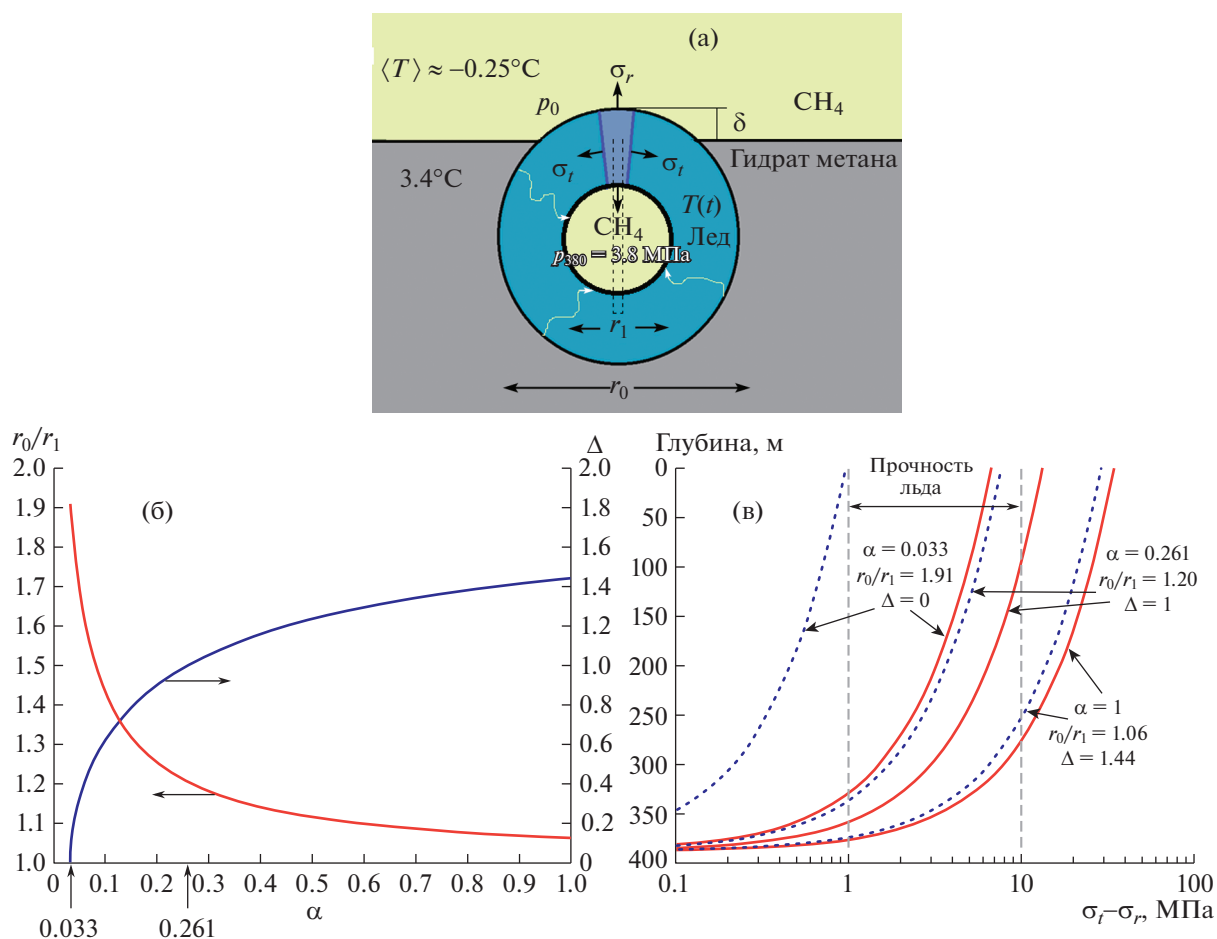 (а)
⟨T⟩ ≈ –0.25°C
σr
p0
CH4
δ
Гидрат метана
σt
σt
3.4°C
T(t)
CH4
Лед
p380 = 3.8 МПа
r1
r0
r0/r1
Δ
2.0
2.0
(б)
1.9
1.8
1.8
1.6
1.7
1.4
1.6
1.2
1.5
1.0
1.4
0.8
1.3
0.6
1.2
0.4
1.1
0.2
1.0
0
0 0.1 0.2 0.3 0.4 0.5 0.6 0.7 0.8 0.9 1.0
α
0.033
0.261
Глубина, м
0
50
100
150
200
250
300
350
400
Прочность
льда
(в)
α = 0.033
r0/r1 = 1.91
Δ = 0
α = 0.261
r0/r1 = 1.20
Δ = 1
α = 1
r0/r1 = 1.06
Δ = 1.44
0.1 1 10 100
σt–σr, МПа